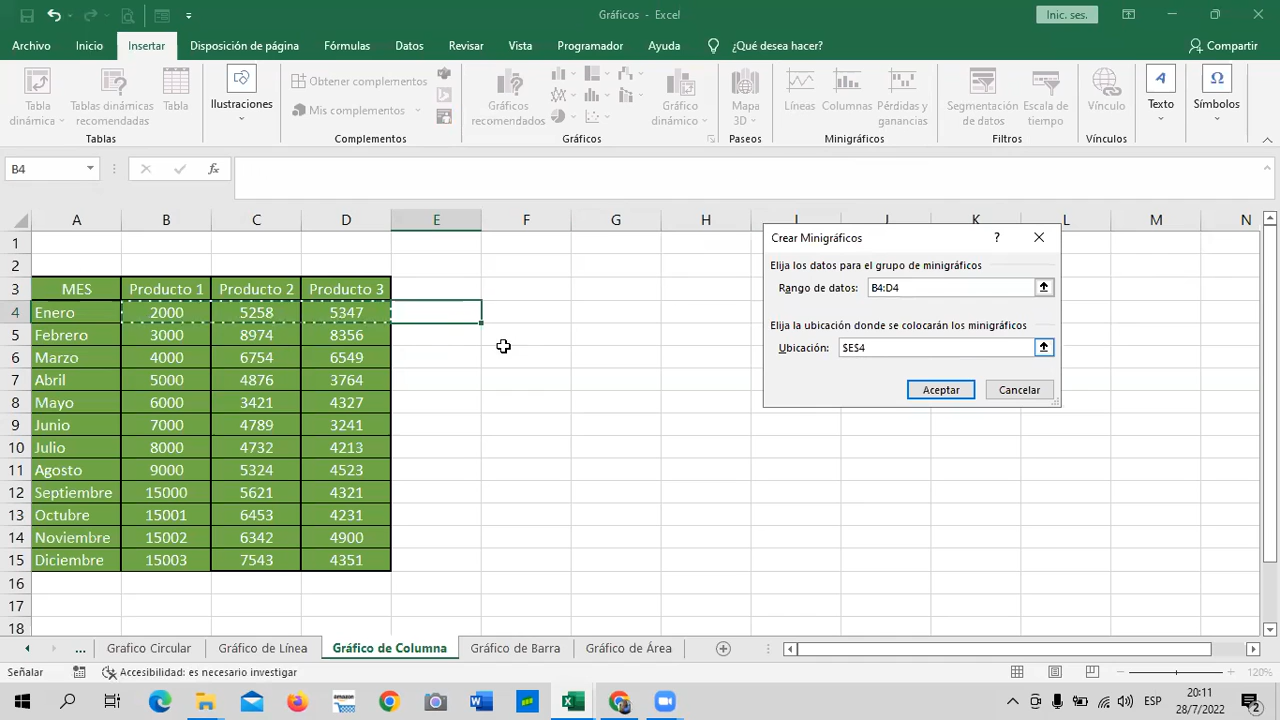 Gráficos - Excel
Inic. ses.
Archivo Inicio Insertar Disposición de página Fórmulas Datos Revisar Vista Programador Ayuda ¿Qué desea hacer? Compartir
Tabla dinámica
Tablas dinámicas recomendadas
Tabla
Tablas
Ilustraciones
Obtener complementos
Mis complementos
Complementos
Gráficos recomendados
Gráfico dinámico
Gráficos
Mapa 3D
Paseos
Líneas
Columnas
Pérdidas y ganancias
Minigráficos
Segmentación de datos
Escala de tiempo
Filtros
Vínculo
Vínculos
Texto
Símbolos
B4
fx
A B C D E F G H I J K L M N
1
2
3 MES Producto 1 Producto 2 Producto 3
4 Enero 2000 5258 5347
5 Febrero 3000 8974 8356
6 Marzo 4000 6754 6549
7 Abril 5000 4876 3764
8 Mayo 6000 3421 4327
9 Junio 7000 4789 3241
10 Julio 8000 4732 4213
11 Agosto 9000 5324 4523
12 Septiembre 15000 5621 4321
13 Octubre 15001 6453 4231
14 Noviembre 15002 6342 4900
15 Diciembre 15003 7543 4351
16
17
18
Crear Minigráficos ?
Elija los datos para el grupo de minigráficos
Rango de datos: B4:D4
Elija la ubicación donde se colocarán los minigráficos
Ubicación: $E$4
Aceptar Cancelar
... Grafico Circular Gráfico de Línea Gráfico de Columna Gráfico de Barra Gráfico de Área
Señalar Accesibilidad: es necesario investigar 120%
amazon
ESP
20:11
28/7/2022
2